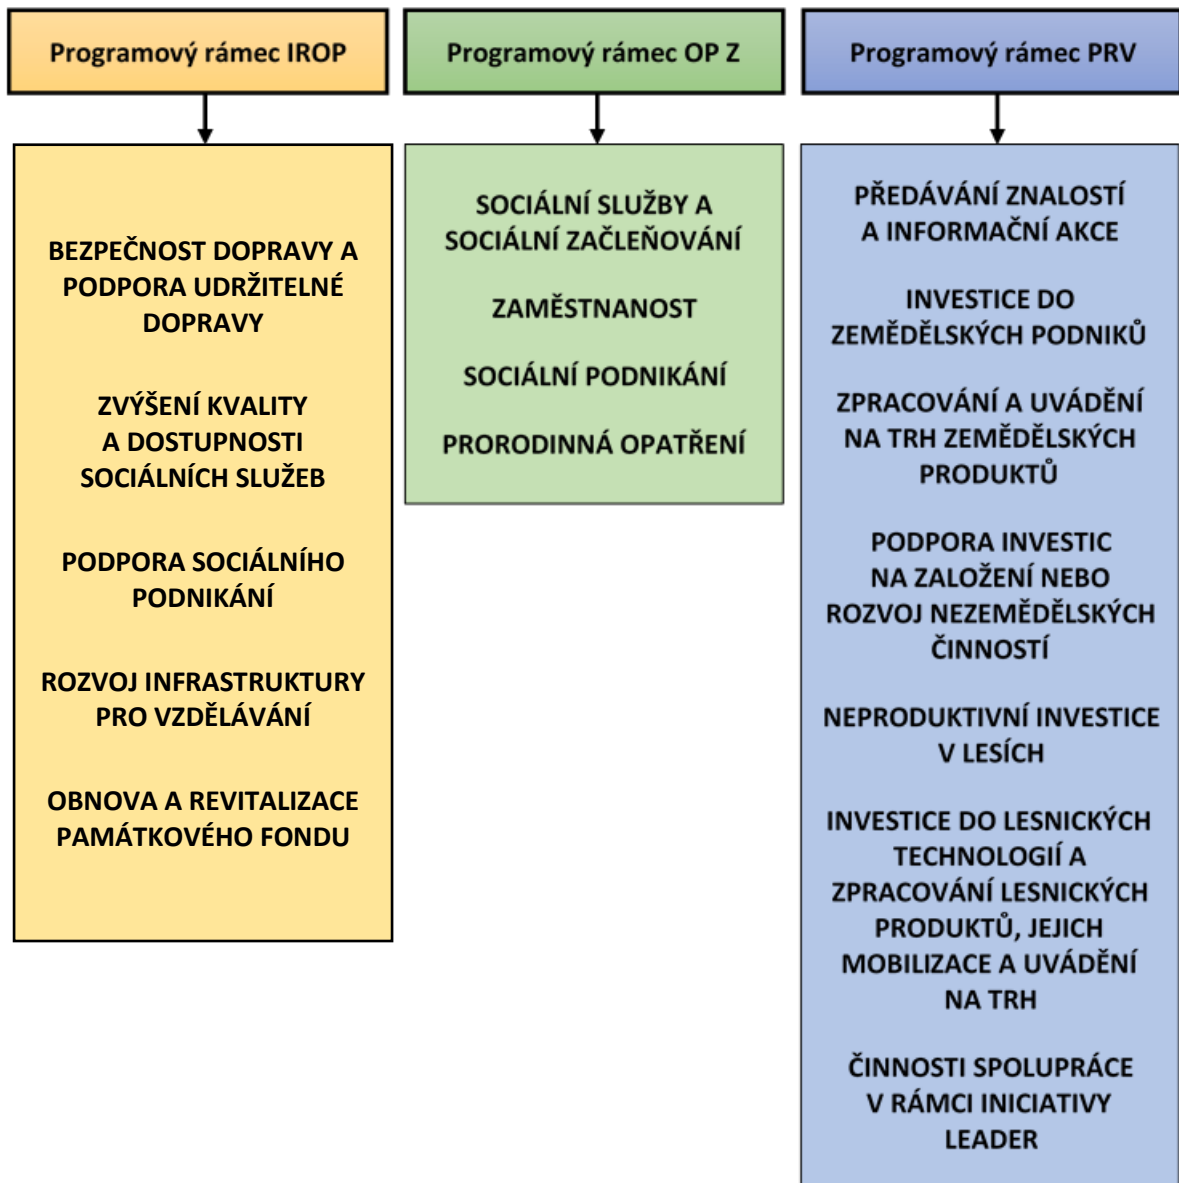 Programový rámec IROP
BEZPEČNOST DOPRAVY A
PODPORA UDRŽITELNÉ
DOPRAVY
ZVÝŠENÍ KVALITY
A DOSTUPNOSTI
SOCIÁLNÍCH SLUŽEB
PODPORA SOCIÁLNÍHO
PODNIKÁNÍ
ROZVOJ INFRASTRUKTURY
PRO VZDĚLÁVÁNÍ
OBNOVA A REVITALIZACE
PAMÁTKOVÉHO FONDU
Programový rámec OP Z
SOCIÁLNÍ SLUŽBY A
SOCIÁLNÍ ZAČLEŇOVÁNÍ
ZAMĚSTNANOST
SOCIÁLNÍ PODNIKÁNÍ
PRORODINNÁ OPATŘENÍ
Programový rámec PRV
PŘEDÁVÁNÍ ZNALOSTÍ
A INFORMAČNÍ AKCE
INVESTICE DO
ZEMĚDĚLSKÝCH PODNIKŮ
ZPRACOVÁNÍ A UVÁDĚNÍ
NA TRH ZEMĚDĚLSKÝCH
PRODUKTŮ
PODPORA INVESTIC
NA ZALOŽENÍ NEBO
ROZVOJ NEZEMĚDĚLSKÝCH
ČINNOSTÍ
NEPRODUKTIVNÍ INVESTICE
V LESÍCH
INVESTICE DO LESNICKÝCH
TECHNOLOGIÍ A
ZPRACOVÁNÍ LESNICKÝCH
PRODUKTŮ, JEJICH
MOBILIZACE A UVÁDĚNÍ
NA TRH
ČINNOSTI SPOLUPRÁCE
V RÁMCI INICIATIVY
LEADER